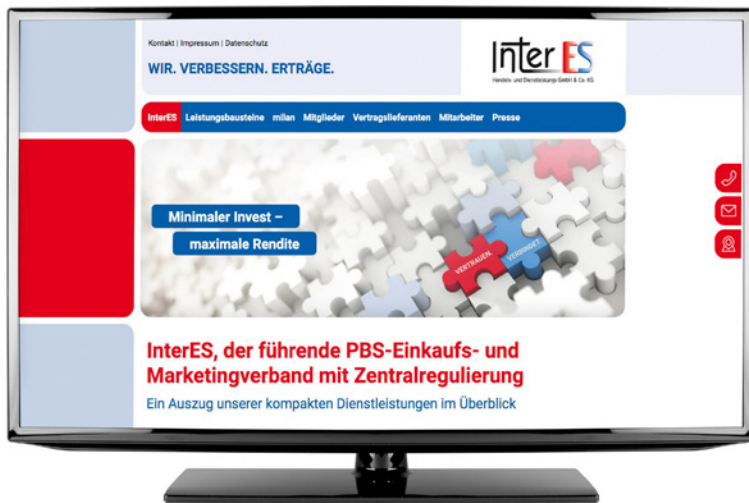 Kontakt | Impressum | Datenschutz
WIR. VERBESSERN. ERTRÄGE.
Inter ES
Handels- und Dienstleistungs GmbH & Co. KG
InterES Leistungsbausteine milan Mitglieder Vertragslieferanten Mitarbeiter Presse
Minimaler Invest –
maximale Rendite
VERTRAUEN.
VERBINDET.
InterES, der führende PBS-Einkaufs- und
Marketingverband mit Zentralregulierung
Ein Auszug unserer kompakten Dienstleistungen im Überblick